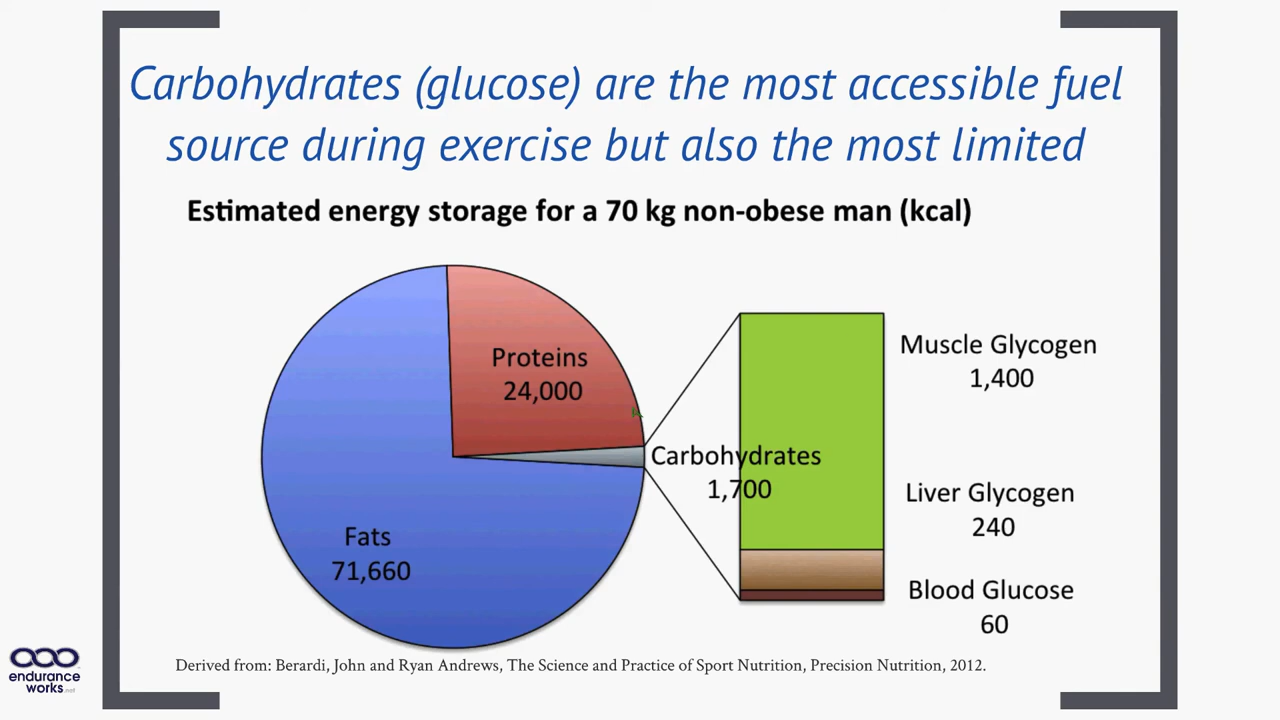 Carbohydrates (glucose) are the most accessible fuel
source during exercise but also the most limited
Estimated energy storage for a 70 kg non-obese man (kcal)
Proteins
24,000
Carbohydrates
1,700
Fats
71,660
Muscle Glycogen
1,400
Liver Glycogen
240
Blood Glucose
60
Derived from: Berardi, John and Ryan Andrews, The Science and Practice of Sport Nutrition, Precision Nutrition, 2012.
endurance
works.net